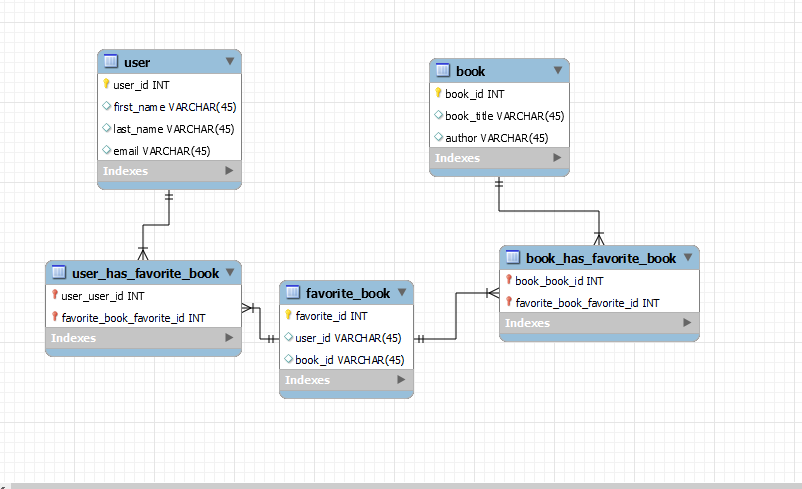 user
user_id INT
first_name VARCHAR(45)
last_name VARCHAR(45)
email VARCHAR(45)
Indexes
book
book_id INT
book_title VARCHAR(45)
author VARCHAR(45)
Indexes
user_has_favorite_book
user_user_id INT
favorite_book_favorite_id INT
Indexes
favorite_book
favorite_id INT
user_id VARCHAR(45)
book_id VARCHAR(45)
Indexes
book_has_favorite_book
book_book_id INT
favorite_book_favorite_id INT
Indexes